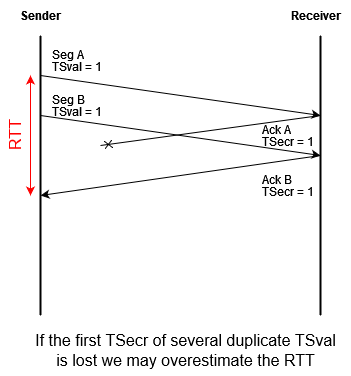 Sender
Receiver
Seg A
TSval = 1
Seg B
TSval = 1
RTT
Ack A
TSecr = 1
Ack B
TSecr = 1
If the first TSecr of several duplicate TSval
is lost we may overestimate the RTT